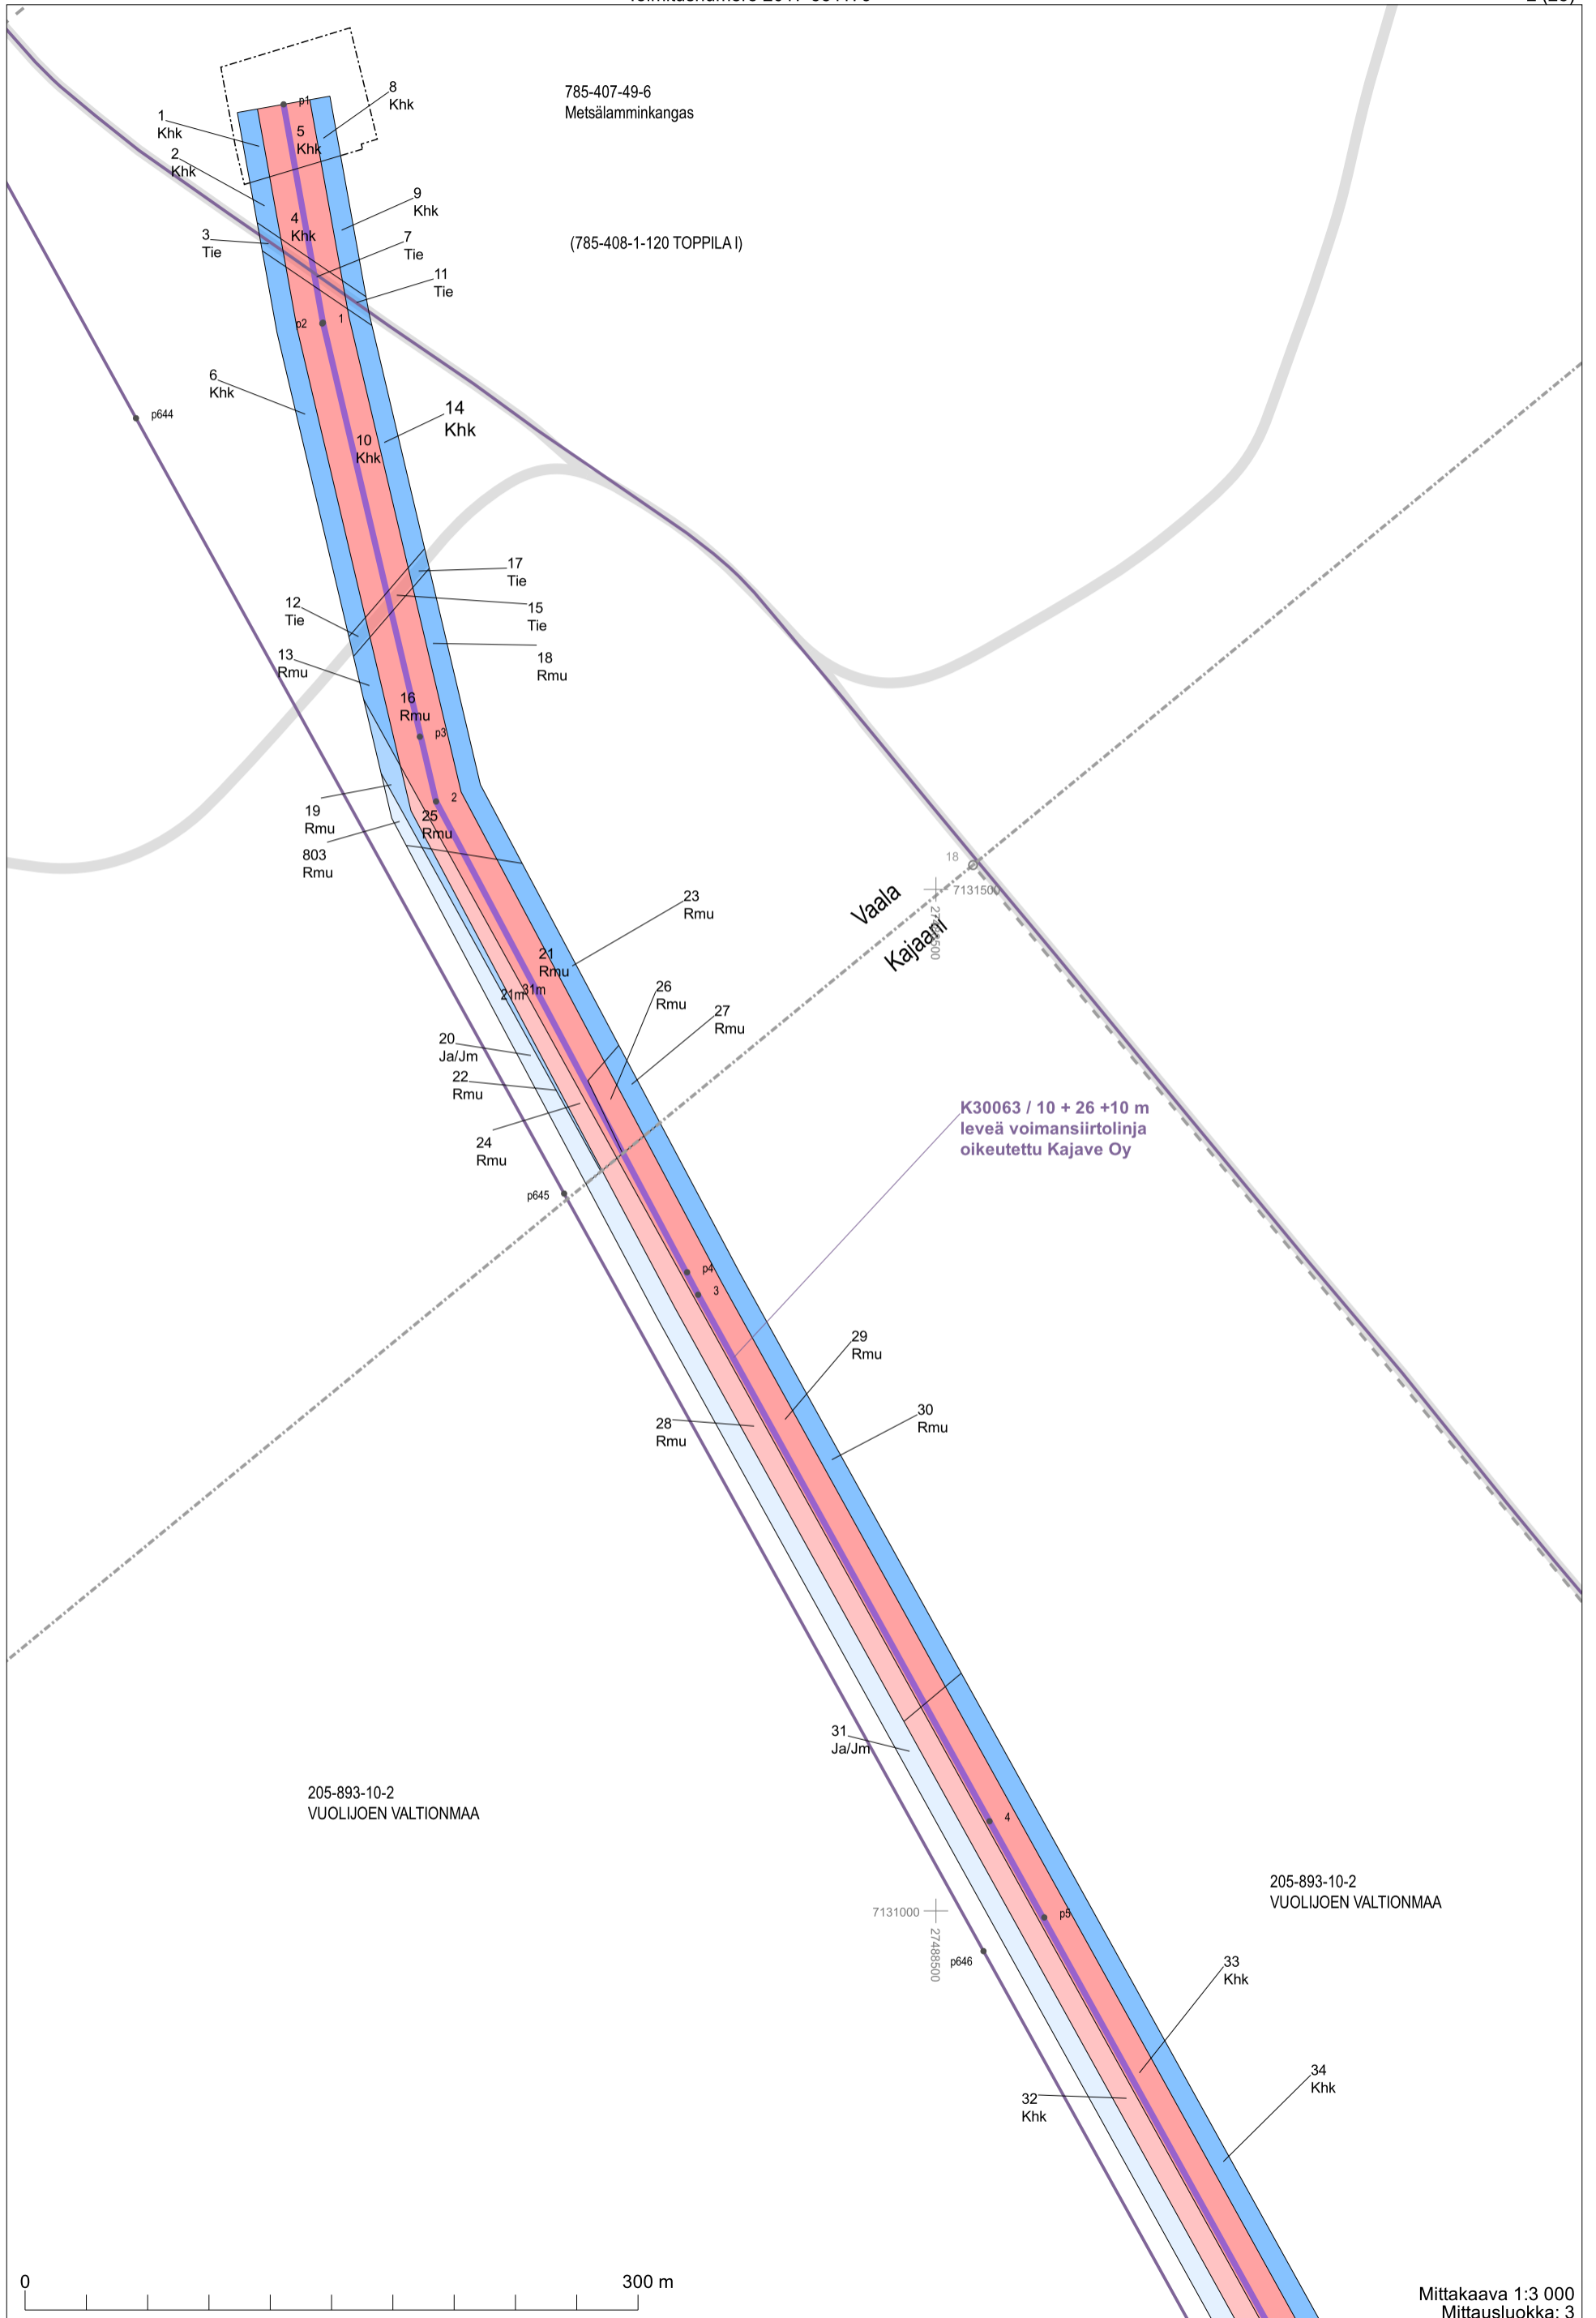 785-407-49-6
Metsälamminkangas
8
Khk
p1
1
Khk
5
Khk
2
Khk
9
Khk
4
Khk
3
Tie
7
Tie
(785-408-1-120 TOPPILA I)
11
Tie
p2
1
6
Khk
p644
14
Khk
10
Khk
17
Tie
12
Tie
15
Tie
13
Rmu
18
Rmu
16
Rmu
p3
2
19
Rmu
25
Rmu
803
Rmu
18
7131500
Vaala
Kajaani
23
Rmu
21
Rmu
21m
31m
26
Rmu
27
Rmu
20
Ja/Jm
22
Rmu
24
Rmu
K30063 / 10 + 26 +10 m
leveä voimansiirtolinja
oikeutettu Kajave Oy
p645
p4
3
29
Rmu
28
Rmu
30
Rmu
31
Ja/Jm
205-893-10-2
VUOLIJOEN VALTIONMAA
4
205-893-10-2
VUOLIJOEN VALTIONMAA
7131000
27488500
p5
p646
33
Khk
34
Khk
32
Khk
0
300 m
Mittakaava 1:3 000
Mittausluokka: 3